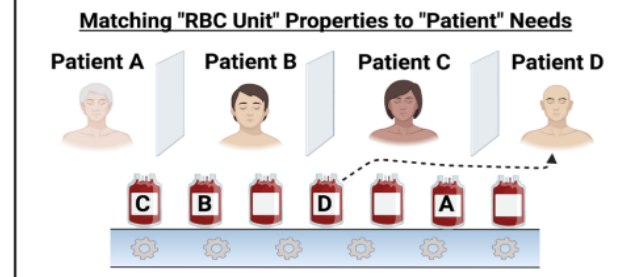 Matching "RBC Unit" Properties to "Patient" Needs
Patient A Patient B Patient C Patient D
C B D A